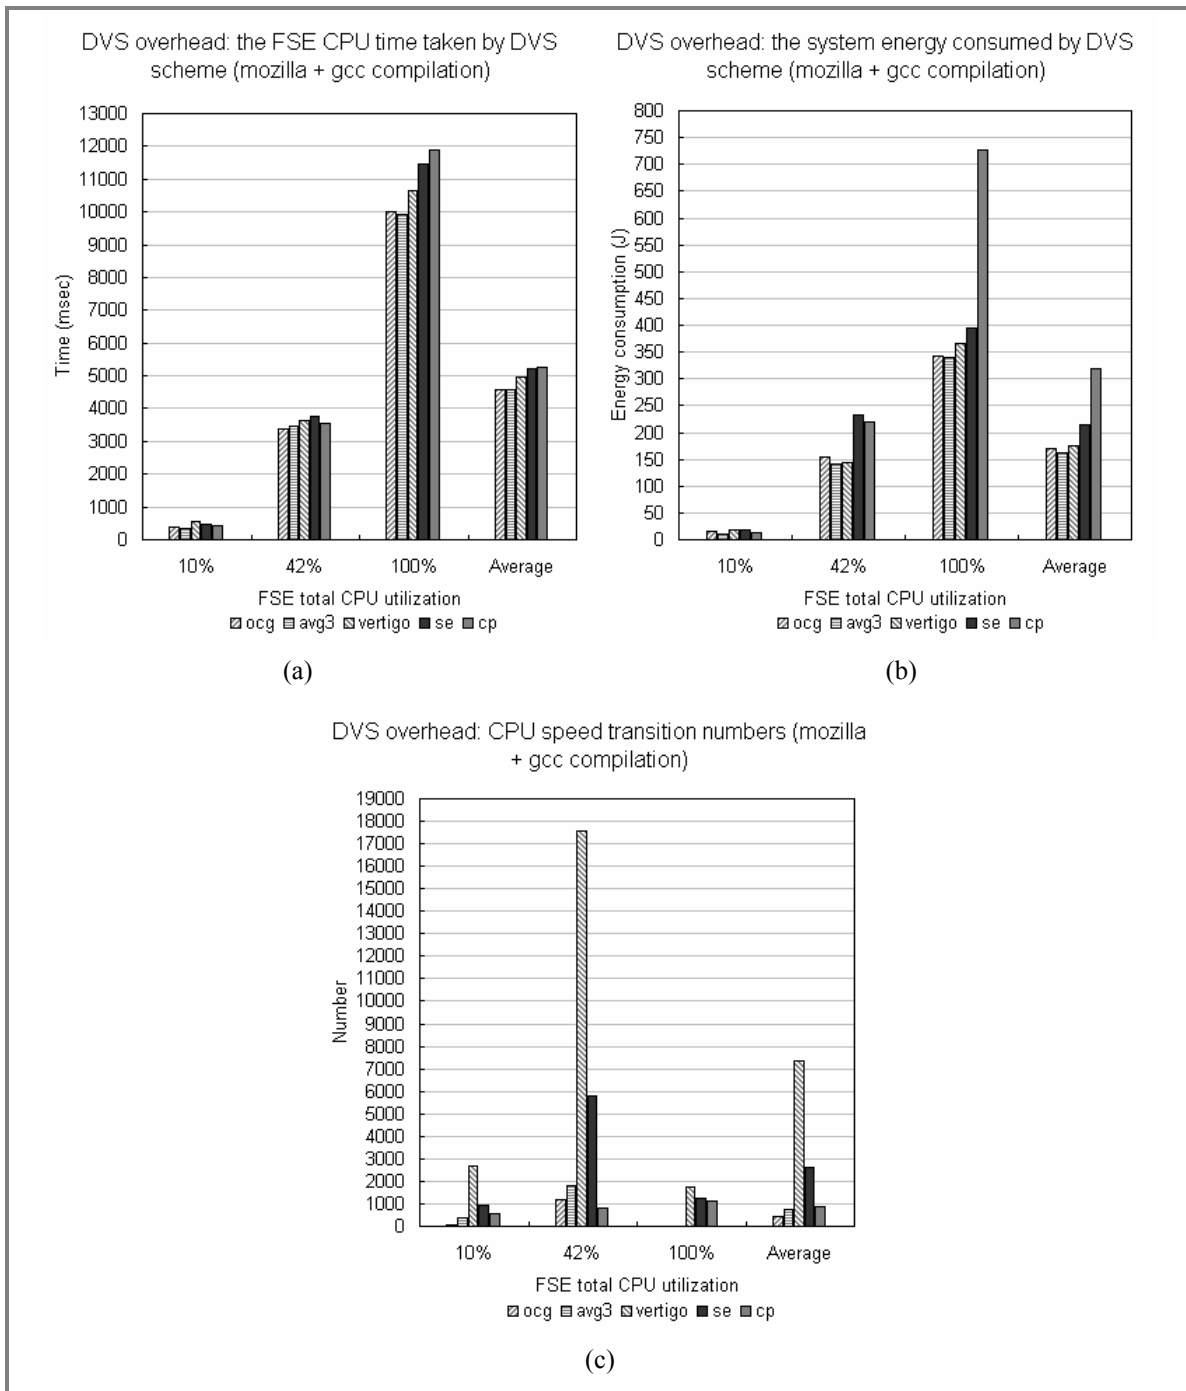 DVS overhead: the FSE CPU time taken by DVS
scheme (mozilla + gcc compilation)
13000
12000
11000
10000
9000
8000
7000
6000
5000
4000
3000
2000
1000
0
Time (msec)
10% 42% 100% Average
FSE total CPU utilization
ocg avg3 vertigo se cp
(a)
DVS overhead: the system energy consumed by DVS
scheme (mozilla + gcc compilation)
800
750
700
650
600
550
500
450
400
350
300
250
200
150
100
50
0
Energy consumption (J)
10% 42% 100% Average
FSE total CPU utilization
ocg avg3 vertigo se cp
(b)
DVS overhead: CPU speed transition numbers (mozilla
+ gcc compilation)
19000
18000
17000
16000
15000
14000
13000
12000
11000
10000
9000
8000
7000
6000
5000
4000
3000
2000
1000
0
Number
10% 42% 100% Average
FSE total CPU utilization
ocg avg3 vertigo se cp
(c)